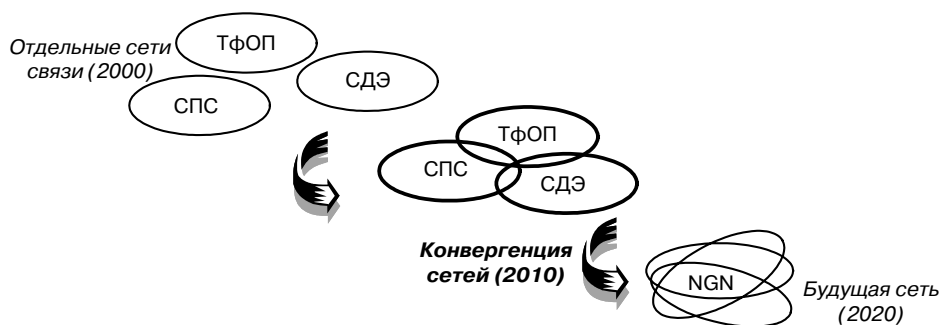 Отдельные сети
связи (2000)
ТфОП
СДЭ
СПС
ТфОП
СПС
СДЭ
Конвергенция
сетей (2010)
NGN
Будущая сеть
(2020)